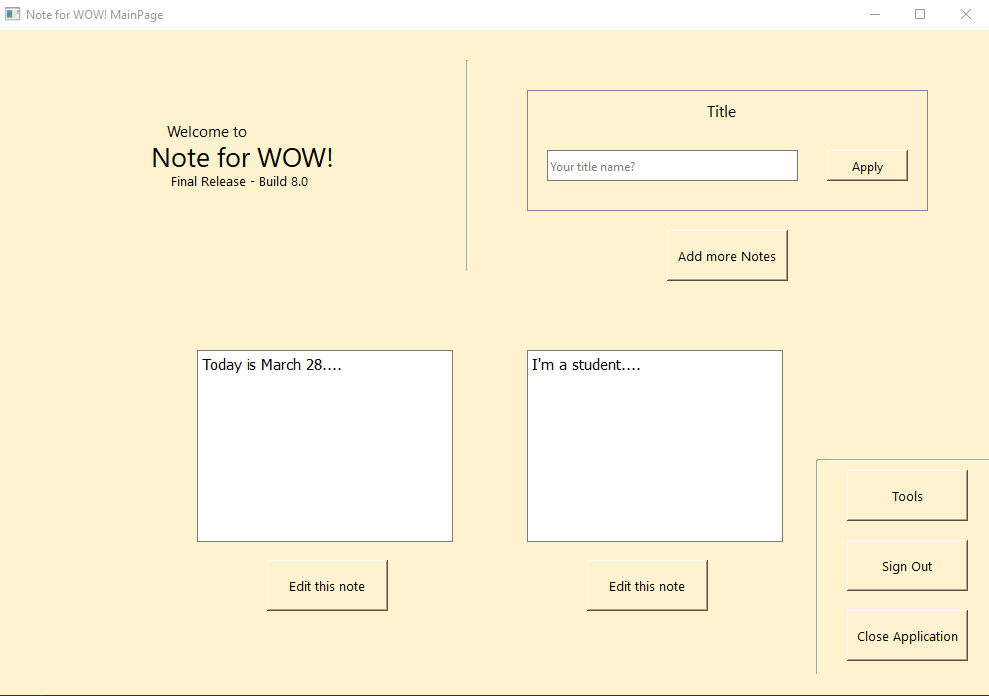 Note for WOW! MainPage
Welcome to
Note for WOW!
Final Release - Build 8.0
Title
Your title name?
Apply
Add more Notes
Today is March 28....
I'm a student....
Edit this note
Edit this note
Tools
Sign Out
Close Application